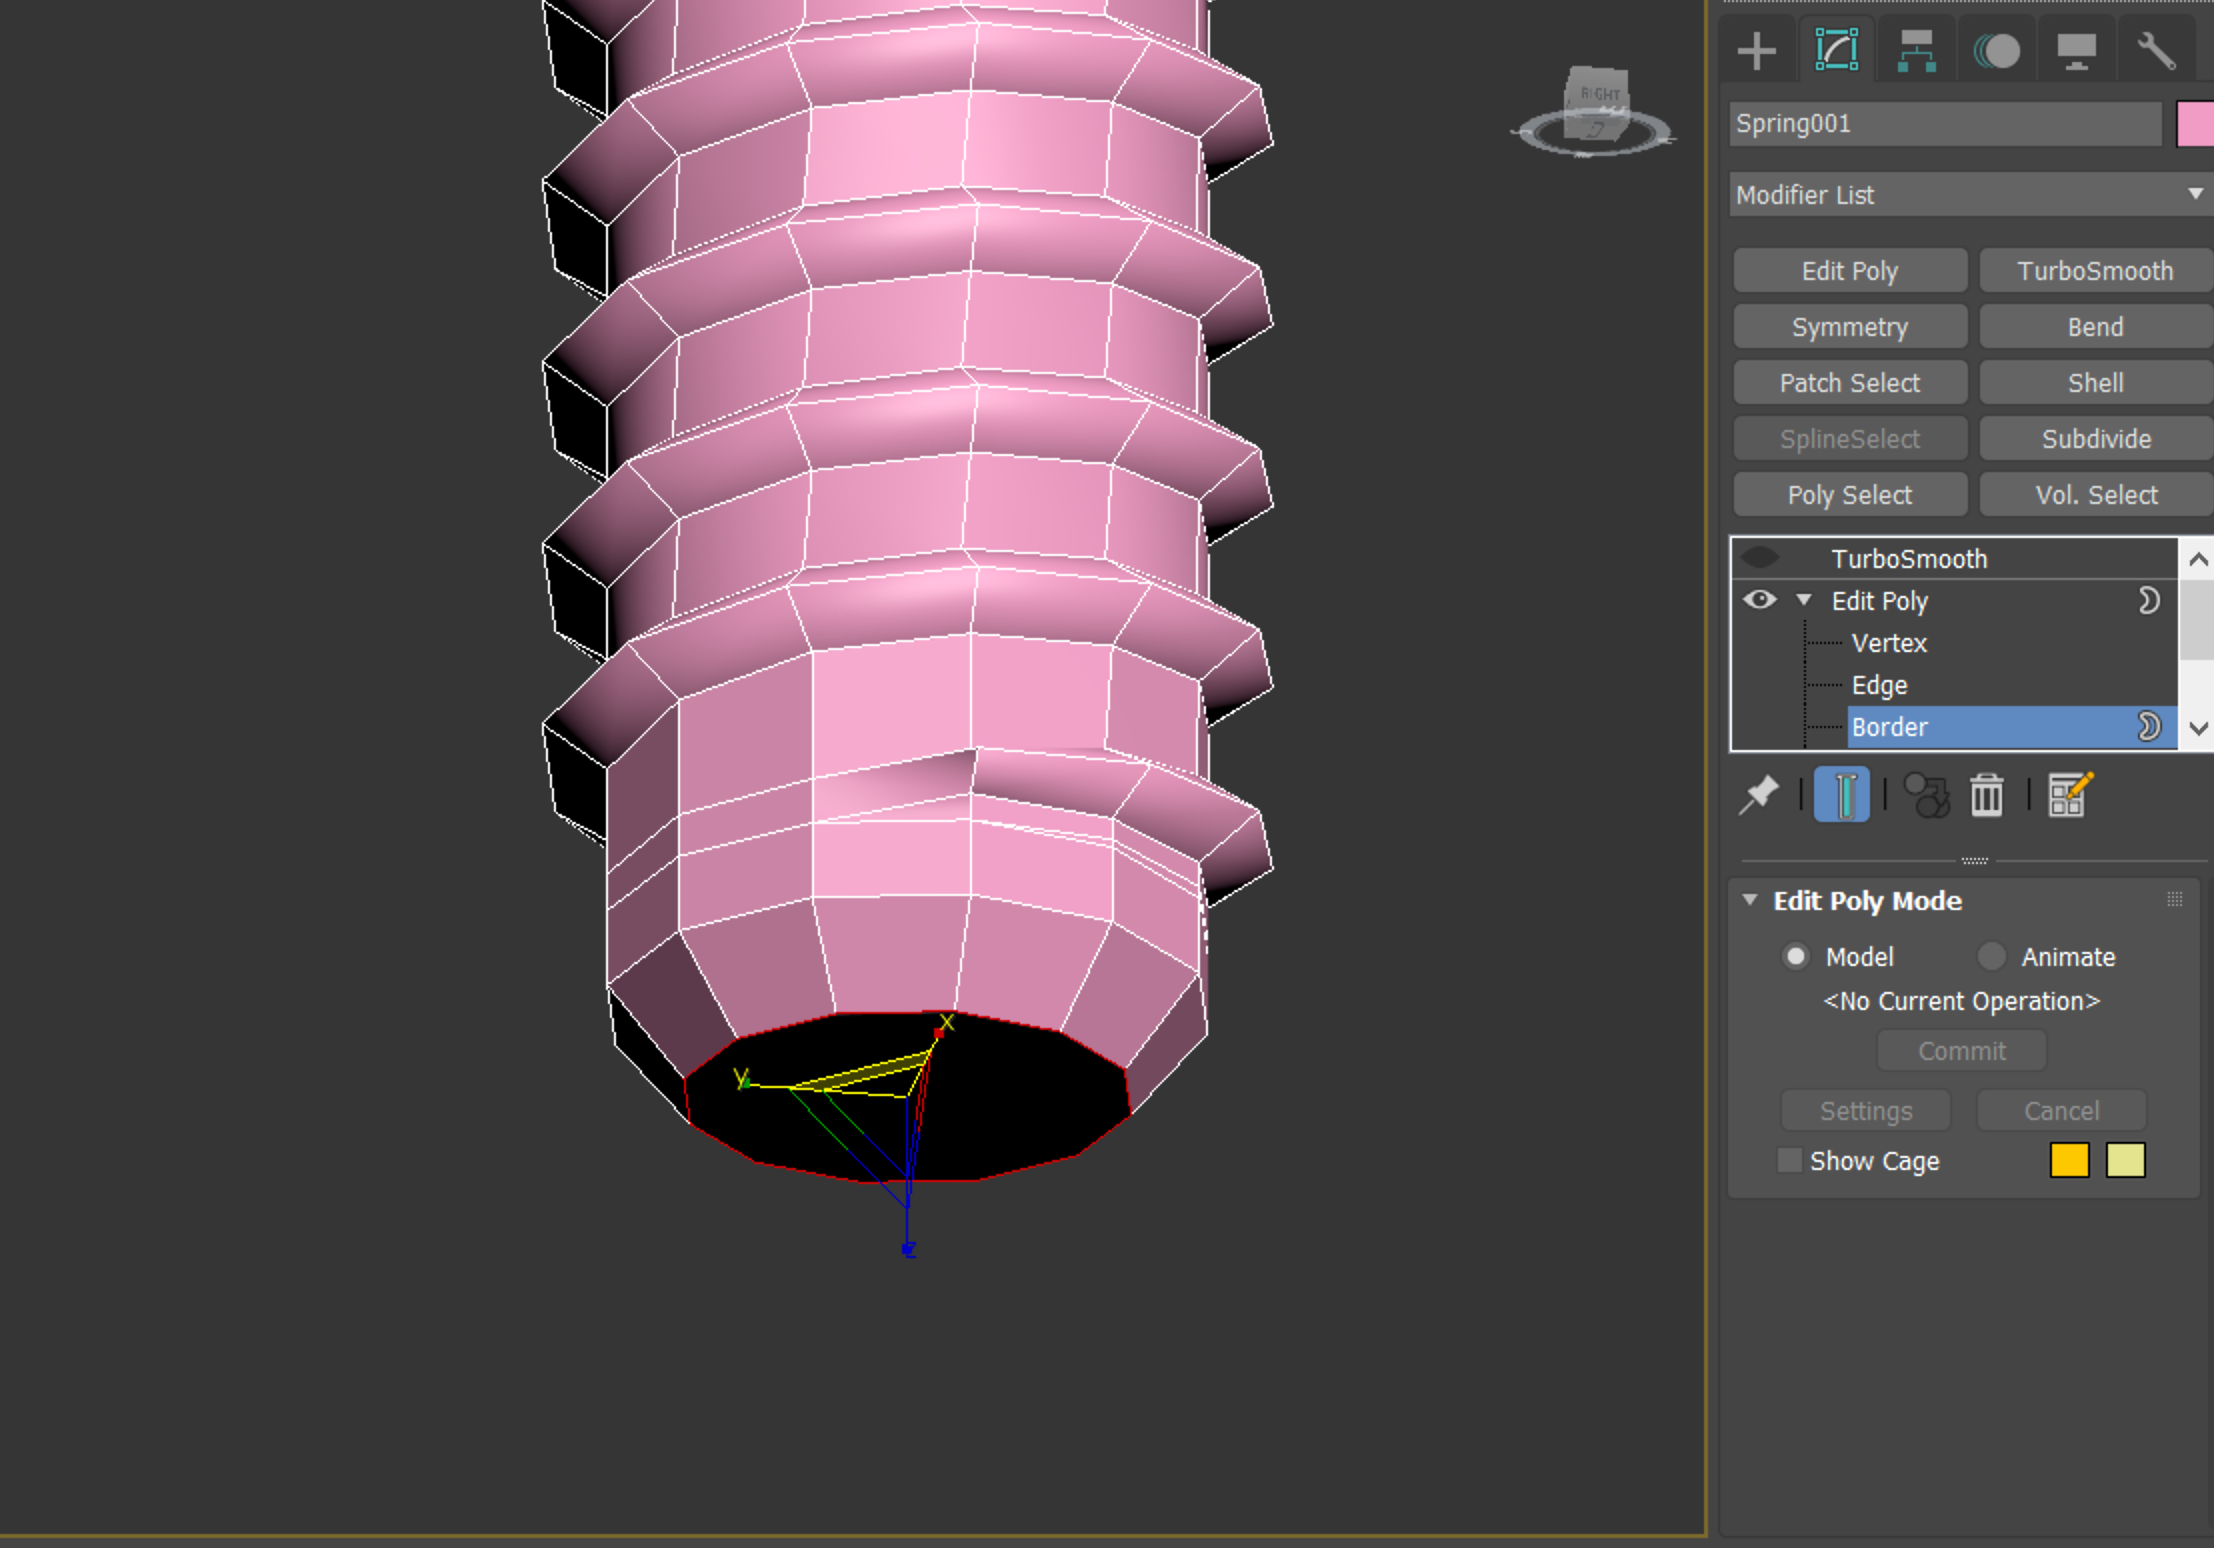 RIGHT
x
y
z
Spring001
Modifier List
Edit Poly
TurboSmooth
Symmetry
Bend
Patch Select
Shell
SplineSelect
Subdivide
Poly Select
Vol. Select
TurboSmooth
Edit Poly
Vertex
Edge
Border
Edit Poly Mode
Model
Animate
<No Current Operation>
Commit
Settings
Cancel
Show Cage